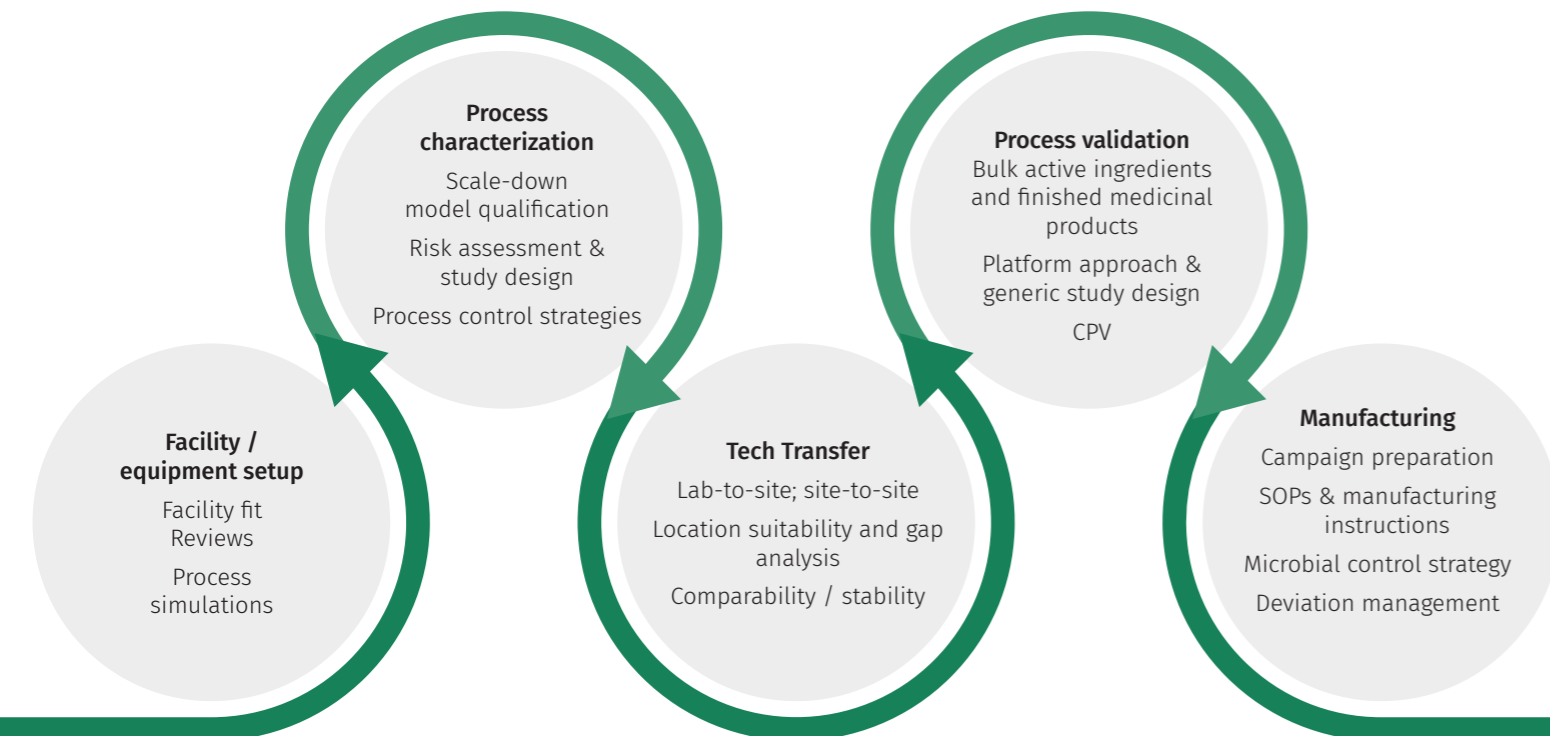 Facility /
equipment setup
Facility fit
Reviews
Process
simulations
Process
characterization
Scale-down
model qualification
Risk assessment &
study design
Process control strategies
Tech Transfer
Lab-to-site; site-to-site
Location suitability and gap
analysis
Comparability / stability
Process validation
Bulk active ingredients
and finished medicinal
products
Platform approach &
generic study design
CPV
Manufacturing
Campaign preparation
SOPs & manufacturing
instructions
Microbial control strategy
Deviation management